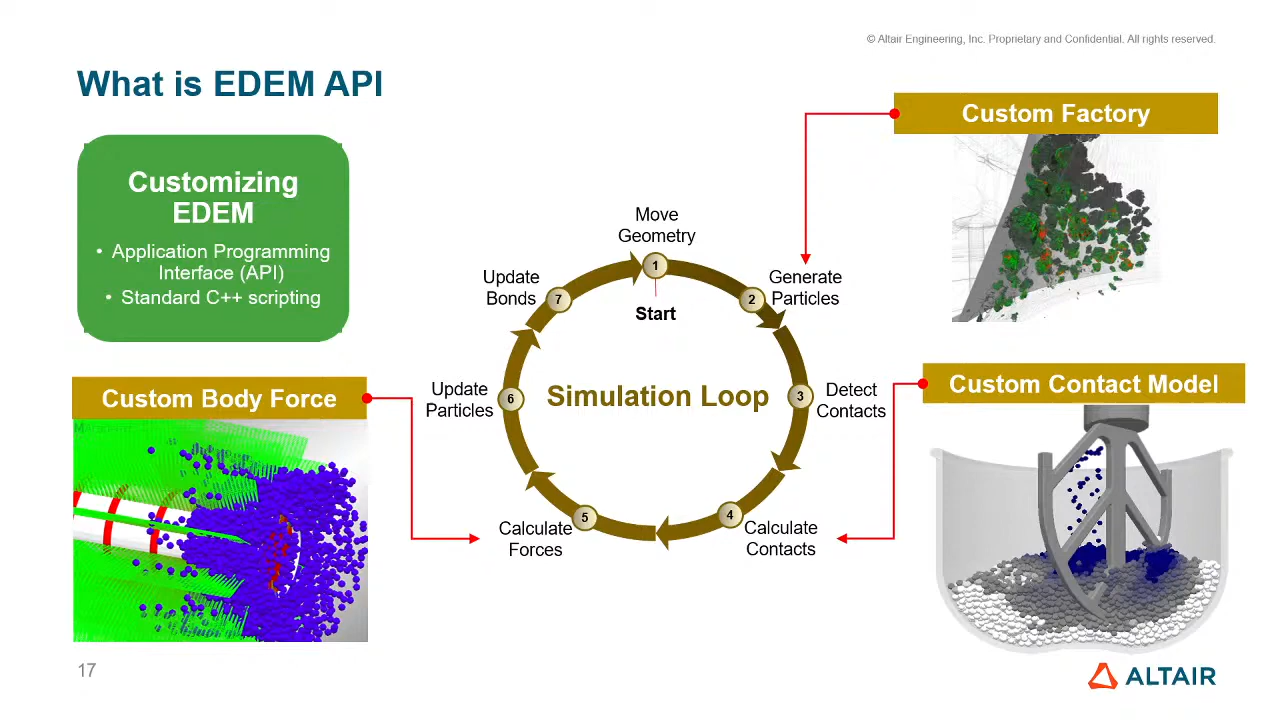 © Altair Engineering, Inc. Proprietary and Confidential. All rights reserved.
What is EDEM API
Customizing
EDEM
• Application Programming
Interface (API)
• Standard C++ scripting
Custom Factory
Custom Body Force
Custom Contact Model
Simulation Loop
Start
1
Move
Geometry
2
Generate
Particles
3
Detect
Contacts
4
Calculate
Contacts
5
Calculate
Forces
6
Update
Particles
7
Update
Bonds
17
ALTAIR